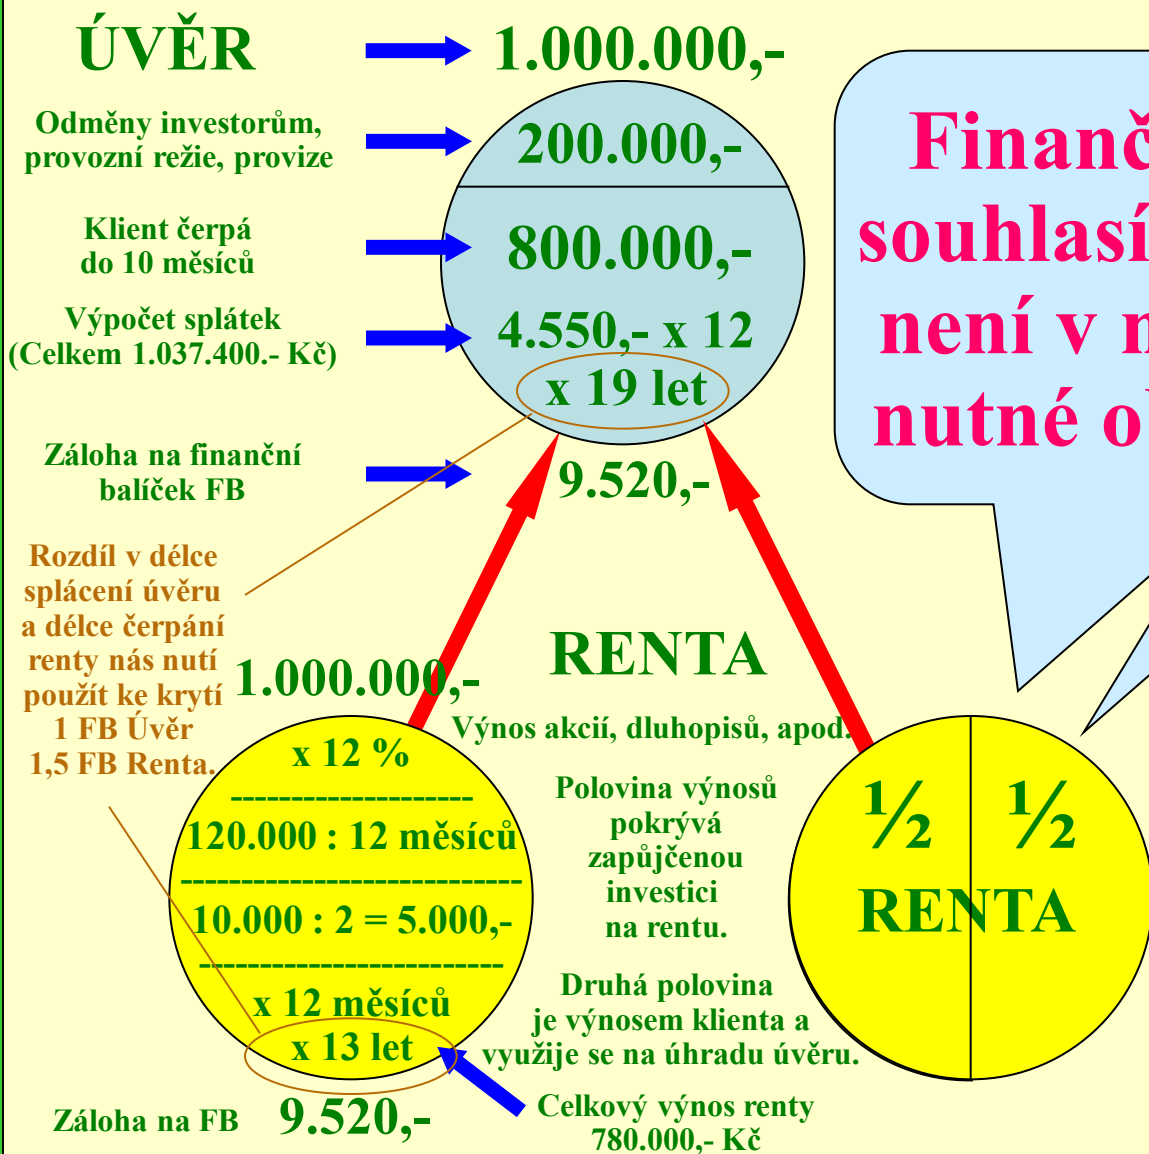 ÚVĚR
1.000.000,-
Odměny investorům,
provozní režie, provize
200.000,-
Klient čerpá
do 10 měsíců
800.000,-
Výpočet splátek
(Celkem 1.037.400.- Kč)
4.550,- x 12
x 19 let
Záloha na finanční
balíček FB
9.520,-
Finanč
souhlasí
není v
nutné
Rozdíl v délce
splácení úvěru
a délce čerpání
renty nás nutí
použít ke krytí
1 FB Úvěr
1,5 FB Renta.
RENTA
1.000.000,-
Výnos akcií, dluhopisů, apod.
x 12 %
--------------------
120.000 : 12 měsíců
----------------------------
10.000 : 2 = 5.000,-
-------------------------
x 12 měsíců
x 13 let
Polovina výnosů
pokrývá
zapůjčenou
investici
na rentu.
Druhá polovina
je výnosem klienta a
využije se na úhradu úvěru.
½ ½
RENTA
Záloha na FB 9.520,-
Celkový výnos renty
780.000,- Kč